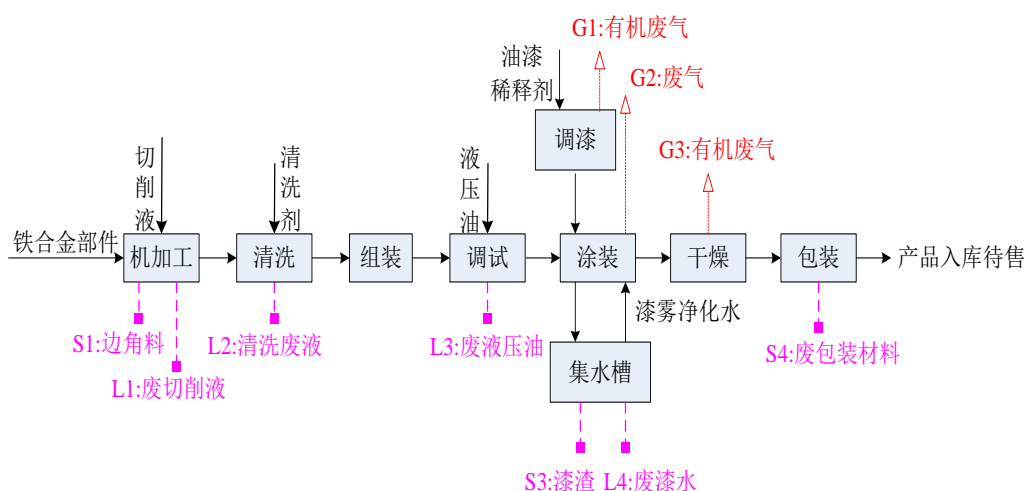 G1:有机废气
油漆
稀释剂
G2:废气
调漆
G3:有机废气
切削液
清洗剂
液压油
铁合金部件
机加工
清洗
组装
调试
涂装
干燥
包装
产品入库待售
漆雾净化水
S1:边角料
L2:清洗废液
L3:废液压油
S4:废包装材料
L1:废切削液
集水槽
S3:漆渣
L4:废漆水